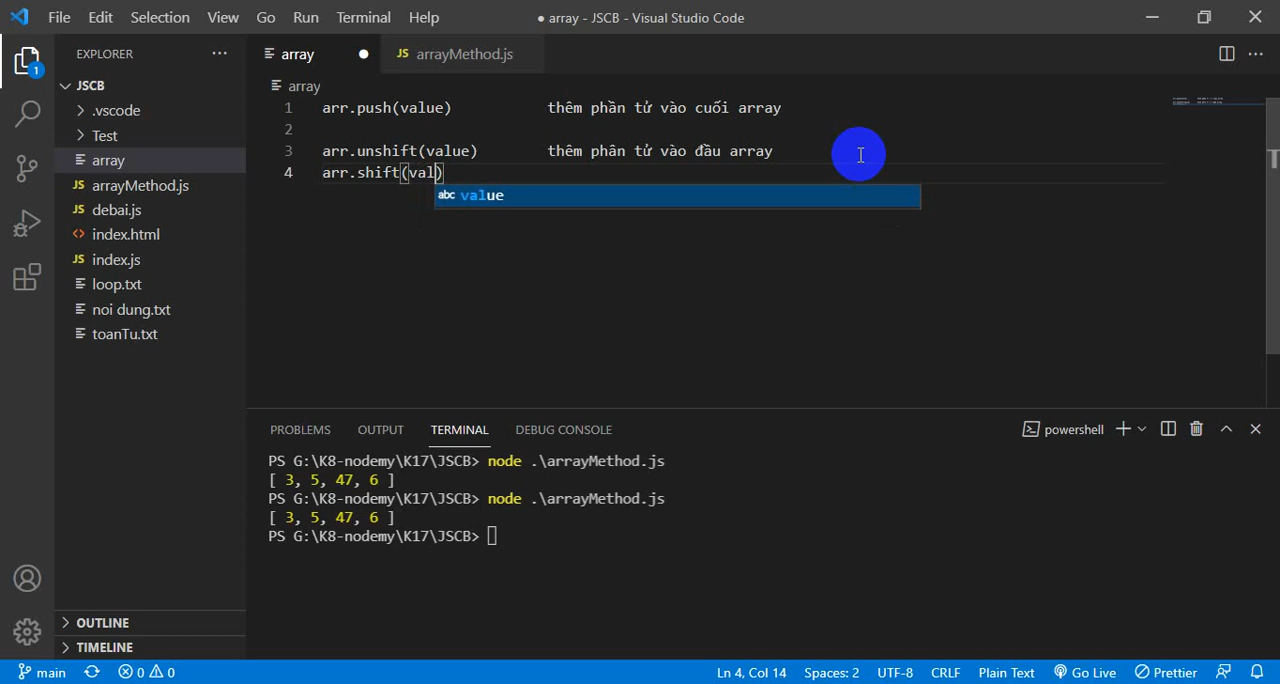 File Edit Selection View Go Run Terminal Help ● array - JSCB - Visual Studio Code
EXPLORER ···
array ●
JS arrayMethod.js
1
JSCB
.vscode
Test
array
JS arrayMethod.js
JS debai.js
<> index.html
JS index.js
loop.txt
noi dung.txt
toanTu.txt
OUTLINE
TIMELINE
array
1 arr.push(value) thêm phần tử vào cuối array
2
3 arr.unshift(value) thêm phân tử vào đầu array
4 arr.shift(val)
abc value
PROBLEMS OUTPUT TERMINAL DEBUG CONSOLE powershell
PS G:\K8-nodemy\K17\JSCB> node .\arrayMethod.js
[ 3, 5, 47, 6 ]
PS G:\K8-nodemy\K17\JSCB> node .\arrayMethod.js
[ 3, 5, 47, 6 ]
PS G:\K8-nodemy\K17\JSCB>
main 0 0 Ln 4, Col 14 Spaces: 2 UTF-8 CRLF Plain Text Go Live Prettier